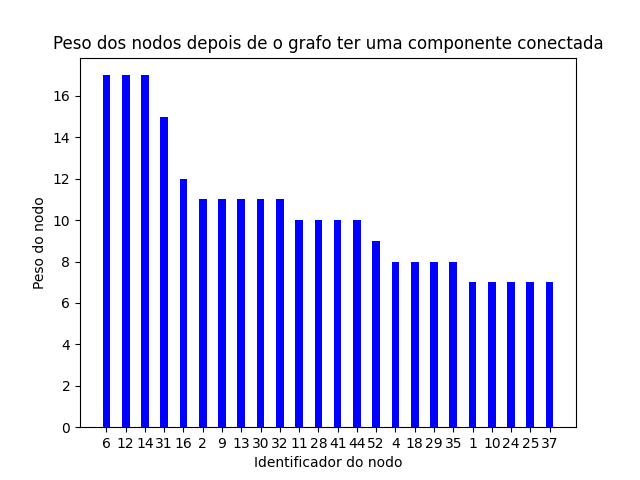 Peso dos nodos depois de o grafo ter uma componente conectada
16
14
12
10
8
6
4
2
0
Peso do nodo
6 12 14 31 16 2 9 13 30 32 11 28 41 44 52 4 18 29 35 1 10 24 25 37
Identificador do nodo